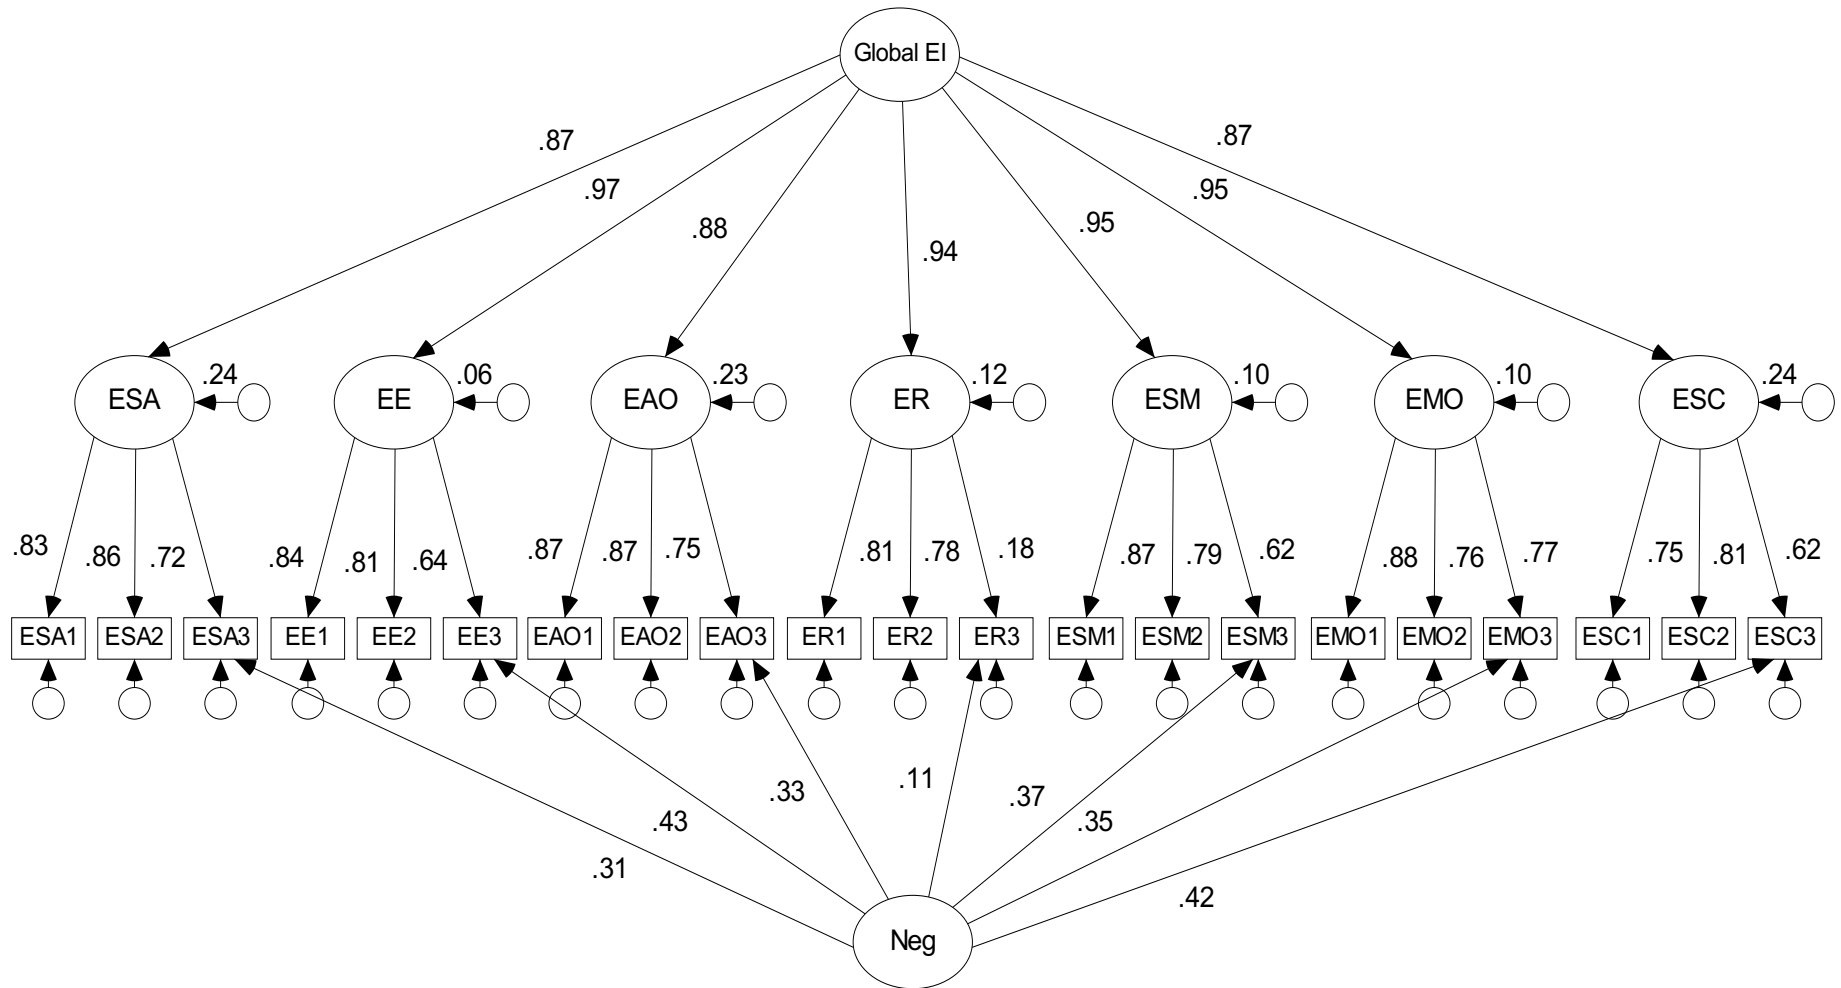 Global EI
.87
.97
.88
.94
.95
.95
.87
ESA
.24
EE
.06
EAO
.23
ER
.12
ESM
.10
EMO
.10
ESC
.24
.83
.86
.72
.84
.81
.64
.87
.87
.75
.81
.78
.18
.87
.79
.62
.88
.76
.77
.75
.81
.62
ESA1
ESA2
ESA3
EE1
EE2
EE3
EAO1
EAO2
EAO3
ER1
ER2
ER3
ESM1
ESM2
ESM3
EMO1
EMO2
EMO3
ESC1
ESC2
ESC3
.31
.43
.33
.11
.37
.35
.42
Neg